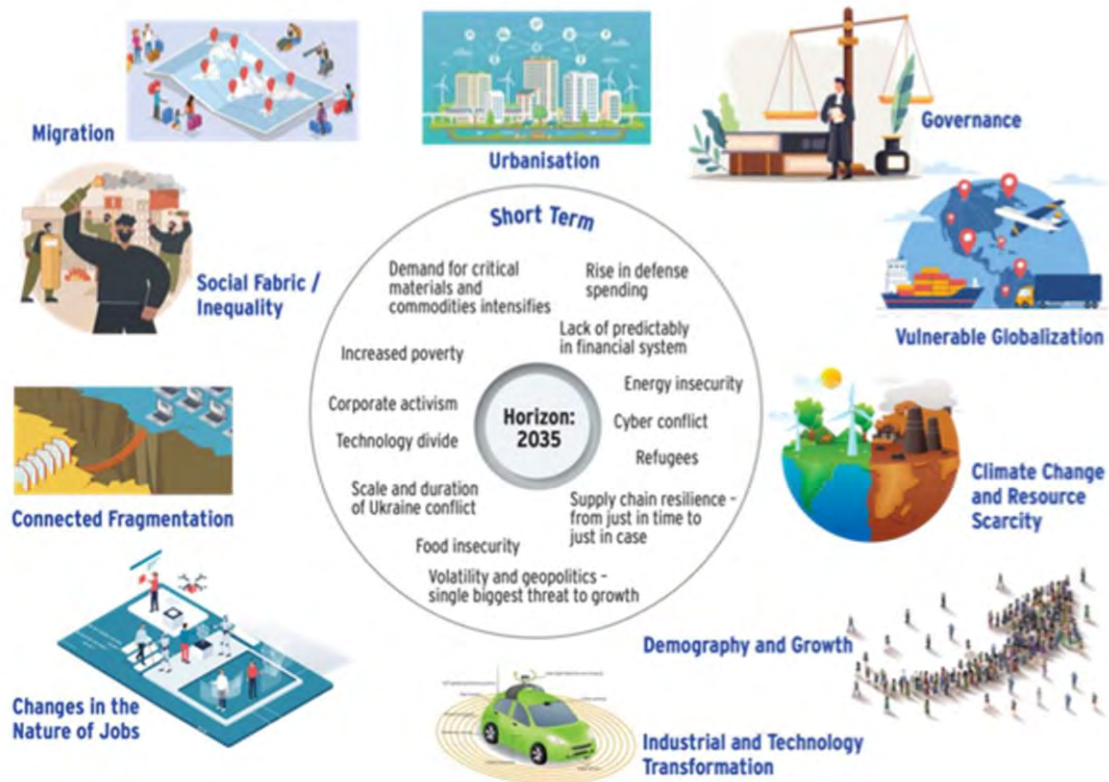 Migration
Urbanisation
Governance
Social Fabric /
Inequality
Vulnerable Globalization
Short Term
Demand for critical
materials and
commodities intensifies
Rise in defense
spending
Lack of predictably
in financial system
Increased poverty
Energy insecurity
Corporate activism
Horizon:
2035
Cyber conflict
Technology divide
Refugees
Scale and duration
of Ukraine conflict
Supply chain resilience –
from just in time to
just in case
Food insecurity
Volatility and geopolitics –
single biggest threat to growth
Connected Fragmentation
Climate Change
and Resource
Scarcity
Changes in the
Nature of Jobs
Demography and Growth
Industrial and Technology
Transformation